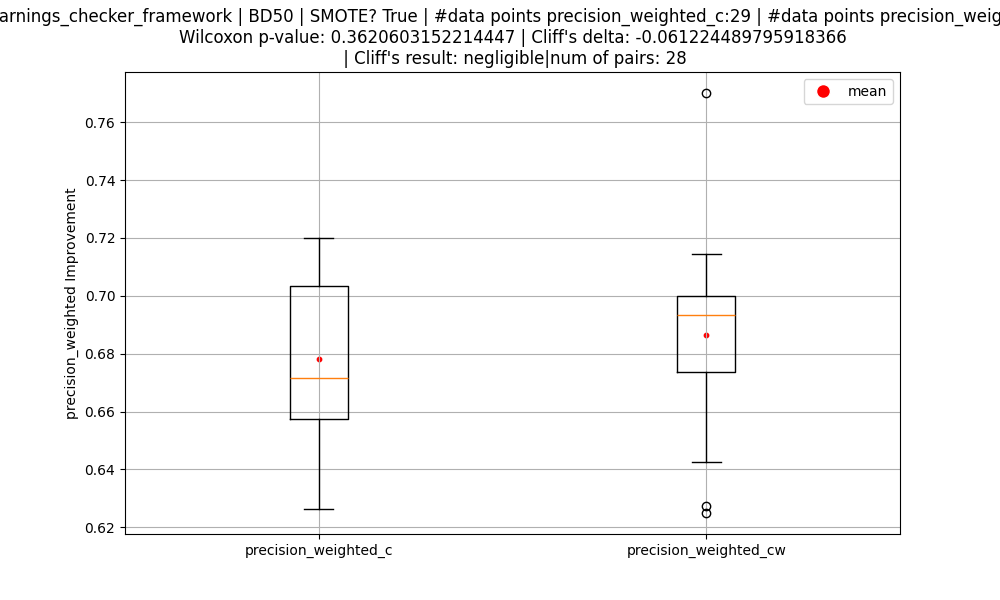 arnings_checker_framework | BD50 | SMOTE? True | #data points precision_weighted_c:29 | #data points precision_weig
Wilcoxon p-value: 0.3620603152214447 | Cliff's delta: -0.061224489795918366
| Cliff's result: negligible|num of pairs: 28
mean
0.76
0.74
0.72
0.70
0.68
0.66
0.64
0.62
precision_weighted Improvement
precision_weighted_c
precision_weighted_cw